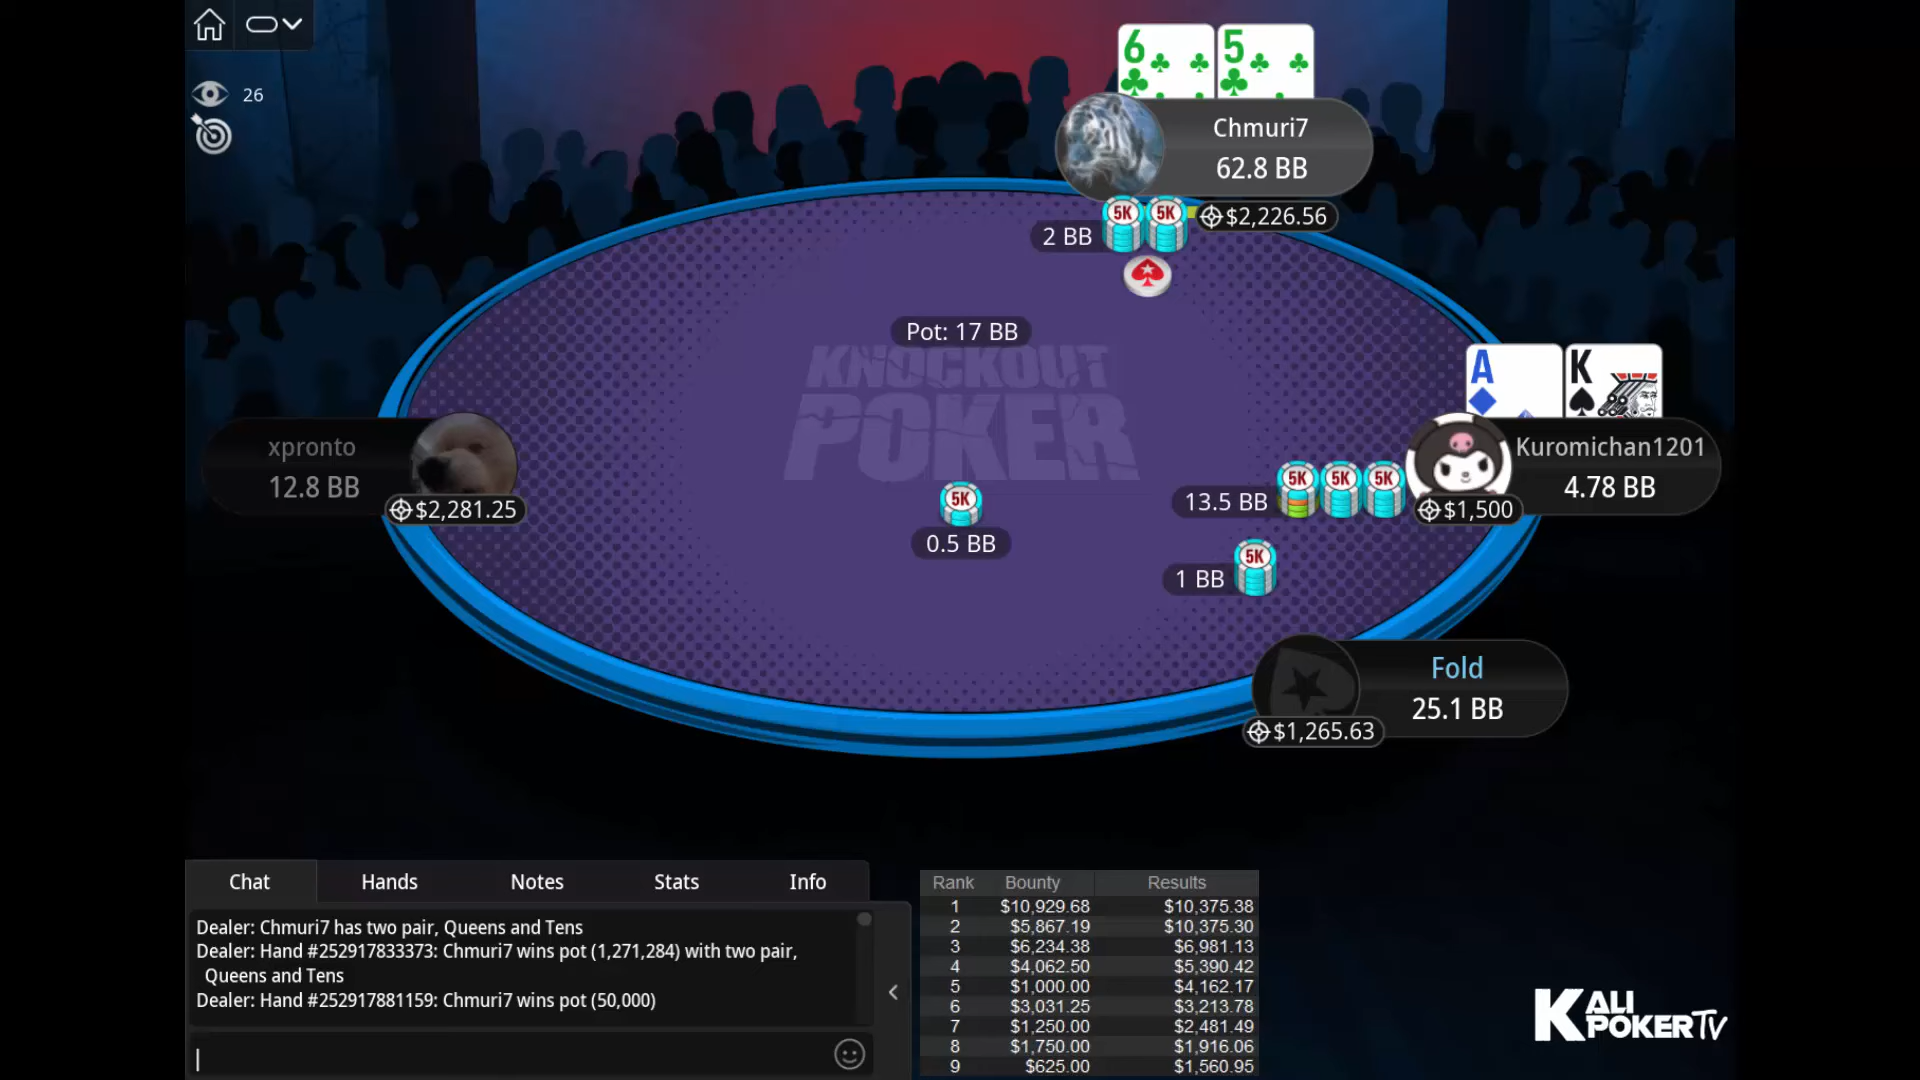 26
6
5
Chmuri7
62.8 BB
5K
5K
$2,226.56
2 BB
Pot: 17 BB
KNOCKOUT
POKER
A
K
xpronto
12.8 BB
$2,281.25
Kuromichan1201
4.78 BB
$1,500
5K
5K
5K
13.5 BB
5K
0.5 BB
5K
1 BB
Fold
25.1 BB
$1,265.63
Chat Hands Notes Stats Info
Dealer: Chmuri7 has two pair, Queens and Tens
Dealer: Hand #252917833373: Chmuri7 wins pot (1,271,284) with two pair,
Queens and Tens
Dealer: Hand #252917881159: Chmuri7 wins pot (50,000)
Rank Bounty Results
1 $10,929.68 $10,375.38
2 $5,867.19 $10,375.30
3 $6,234.38 $6,981.13
4 $4,062.50 $5,390.42
5 $1,000.00 $4,162.17
6 $3,031.25 $3,213.78
7 $1,250.00 $2,481.49
8 $1,750.00 $1,916.06
9 $625.00 $1,560.95
KALI
POKERTV